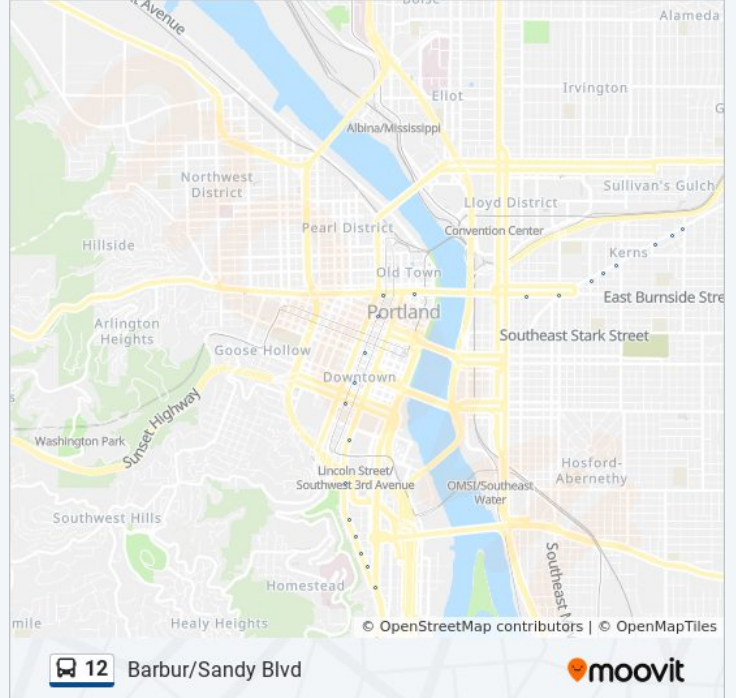 Avenue
Alameda
Irvington
Eliot
Albina/Mississippi
Northwest
District
Sullivan's Gulch
Lloyd District
Pearl District
Convention Center
Hillside
Kerns
Old Town
East Burnside Stre
Portland
Arlington
Heights
Southeast Stark Street
Goose Hollow
Downtown
Sunset Highway
Washington Park
Lincoln Street/
Southwest 3rd Avenue
Hosford-
Abernethy
OMSI/Southeast
Water
Southwest Hills
Southeast
Homestead
mile
Healy Heights
© OpenStreetMap contributors | © OpenMapTiles
12 Barbur/Sandy Blvd
moovit